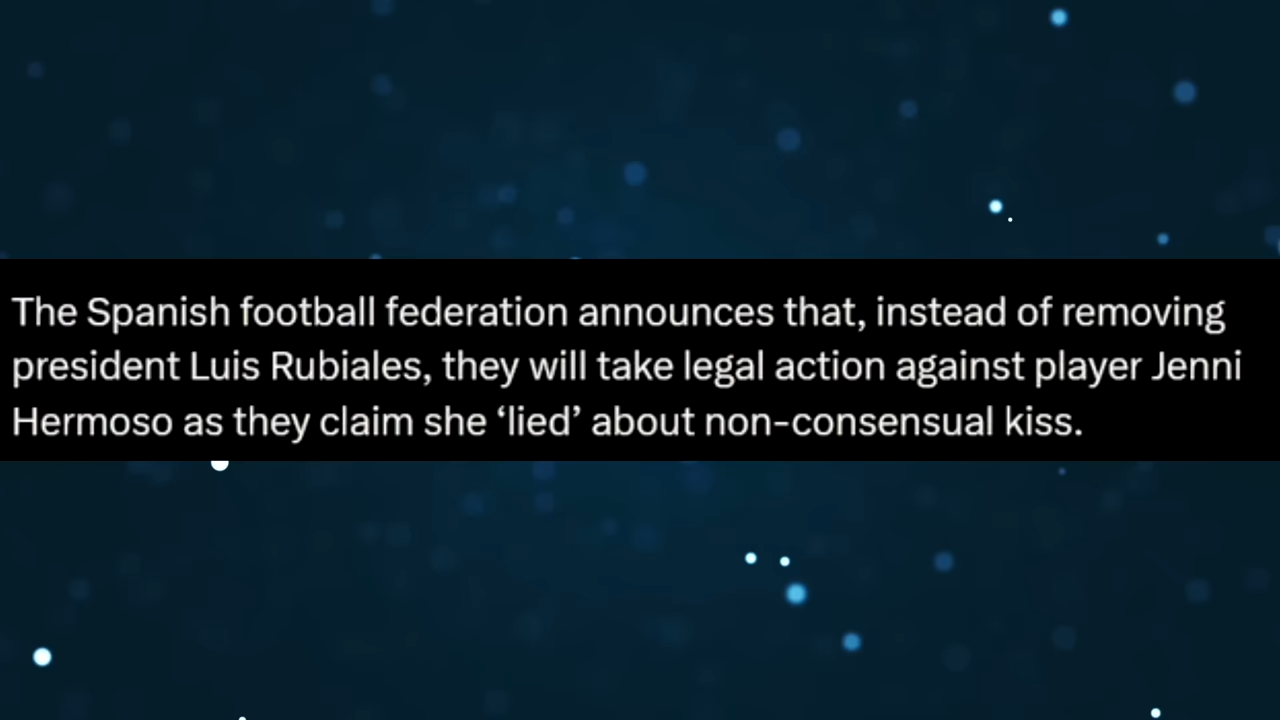 The Spanish football federation announces that, instead of removing
president Luis Rubiales, they will take legal action against player Jenni
Hermoso as they claim she ‘lied’ about non-consensual kiss.